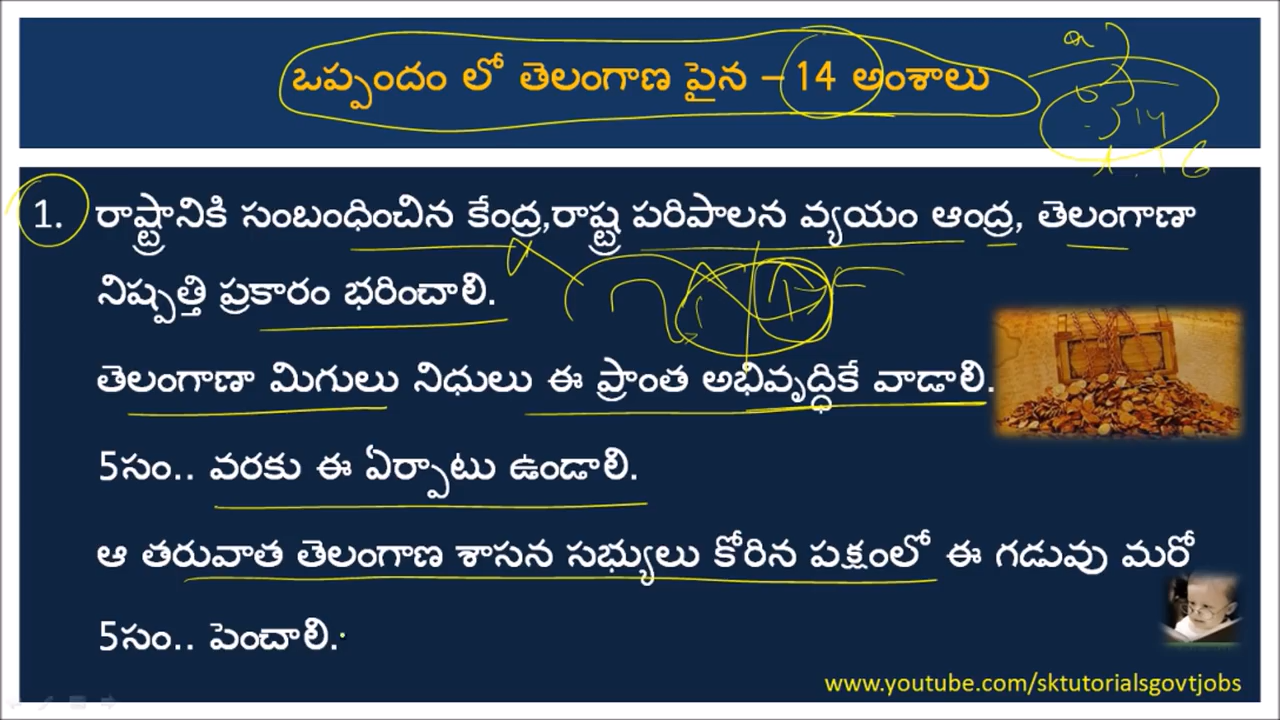 ఒప్పందం లో తెలంగాణ పైన – 14 అంశాలు
1. రాష్ట్రానికి సంబంధించిన కేంద్ర,రాష్ట్ర పరిపాలన వ్యయం ఆంధ్ర, తెలంగాణా
నిష్పత్తి ప్రకారం భరించాలి.
తెలంగాణా మిగులు నిధులు ఈ ప్రాంత అభివృద్ధికే వాడాలి.
5సం.. వరకు ఈ ఏర్పాటు ఉండాలి.
ఆ తరువాత తెలంగాణ శాసన సభ్యులు కోరిన పక్షంలో ఈ గడువు మరో
5సం.. పెంచాలి.
www.youtube.com/sktutorialsgovtjobs